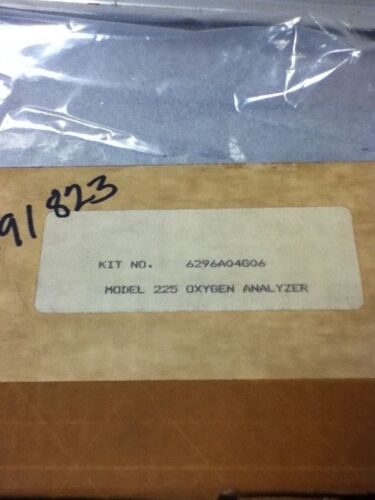 91823
KIT NO. 6296A04G06
MODEL 225 OXYGEN ANALYZER